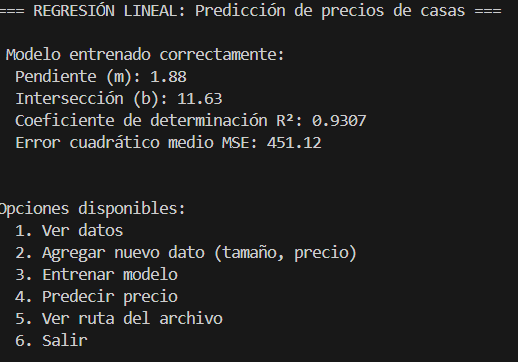 === REGRESIÓN LINEAL: Predicción de precios de casas ===
Modelo entrenado correctamente:
Pendiente (m): 1.88
Intersección (b): 11.63
Coeficiente de determinación R²: 0.9307
Error cuadrático medio MSE: 451.12
Opciones disponibles:
1. Ver datos
2. Agregar nuevo dato (tamaño, precio)
3. Entrenar modelo
4. Predecir precio
5. Ver ruta del archivo
6. Salir